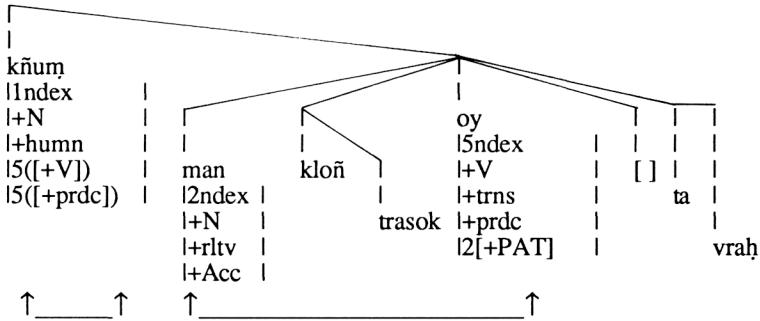 kñuṃ
1ndex
+N oy
+humn 5ndex
5([+V]) man kloñ +V [ ]
5([+prdc]) 2ndex +trns ta
+N trasok +prdc
+rltv 2[+PAT] vraḥ
+Acc